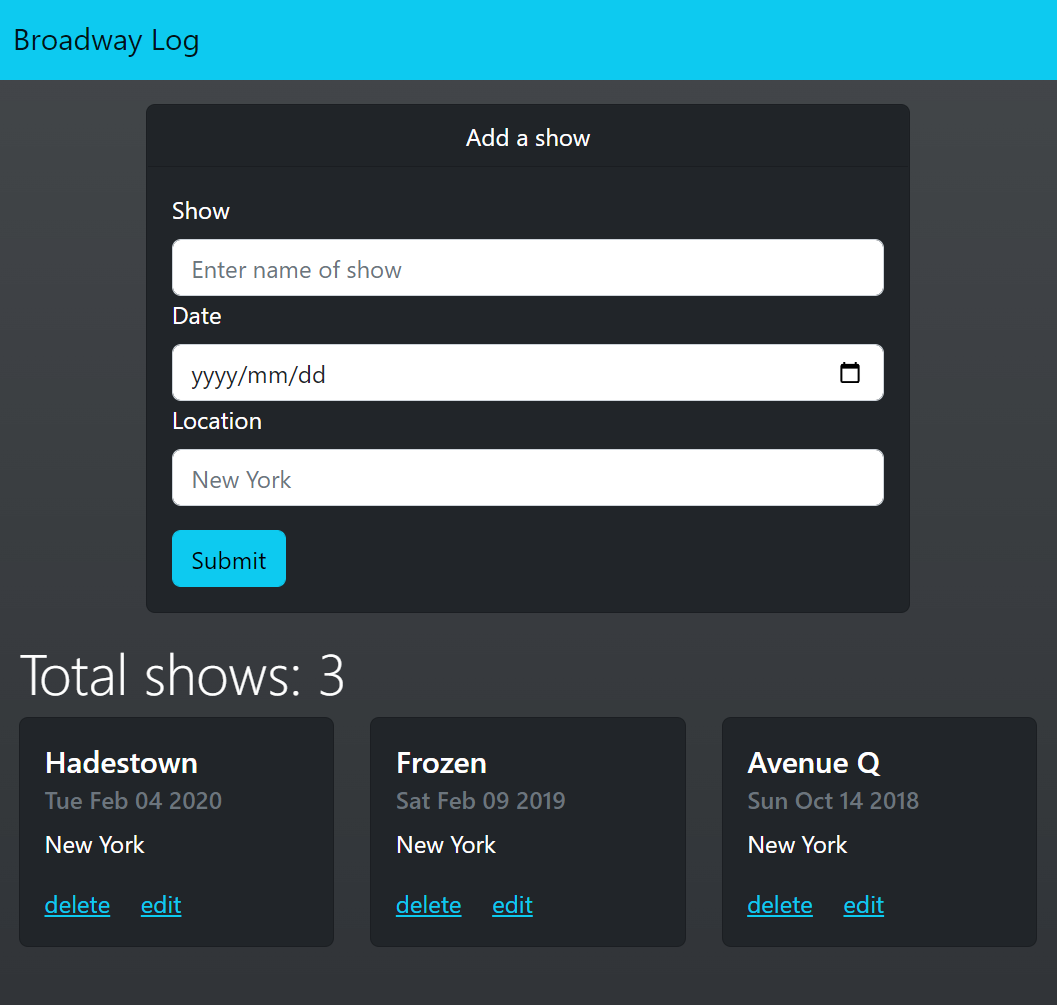 Broadway Log
Add a show
Show
Enter name of show
Date
yyyy/mm/dd
Location
New York
Submit
Total shows: 3
Hadestown
Tue Feb 04 2020
New York
delete edit
Frozen
Sat Feb 09 2019
New York
delete edit
Avenue Q
Sun Oct 14 2018
New York
delete edit